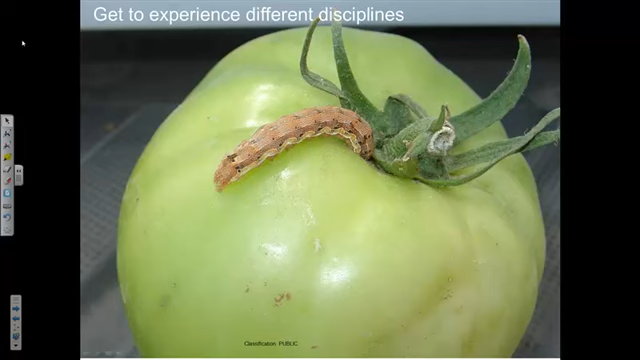 Get to experience different disciplines
Classification: PUBLIC